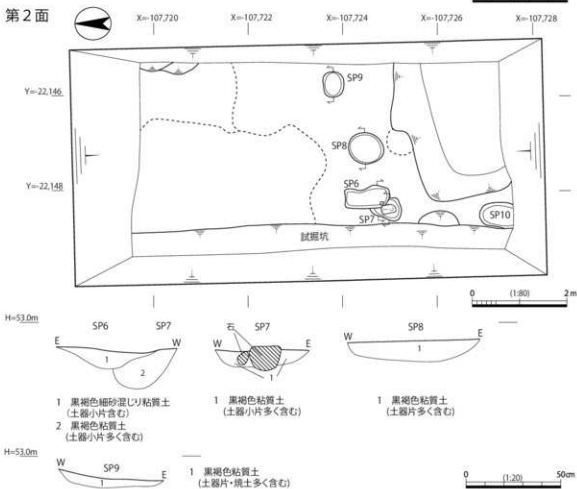 第2面
X=-107,720
X=-107,722
X=-107,724
X=-107,726
X=-107,728
Y=-22,146
Y=-22,148
SP9
SP8
SP6
SP7
SP10
試掘坑
0 (1:80) 2 m
H=53.0m
SP6 SP7
E W
1
2
1 黒褐色細砂混じり粘質土
(土器小片含む)
2 黒褐色粘質土
(土器小片多く含む)
石 SP7
W E
1
1 黒褐色粘質土
(土器小片多く含む)
SP8
W E
1
1 黒褐色粘質土
(土器片多く含む)
H=53.0m
W SP9 E
1
1 黒褐色粘質土
(土器片・焼土多く含む)
0 (1:20) 50cm